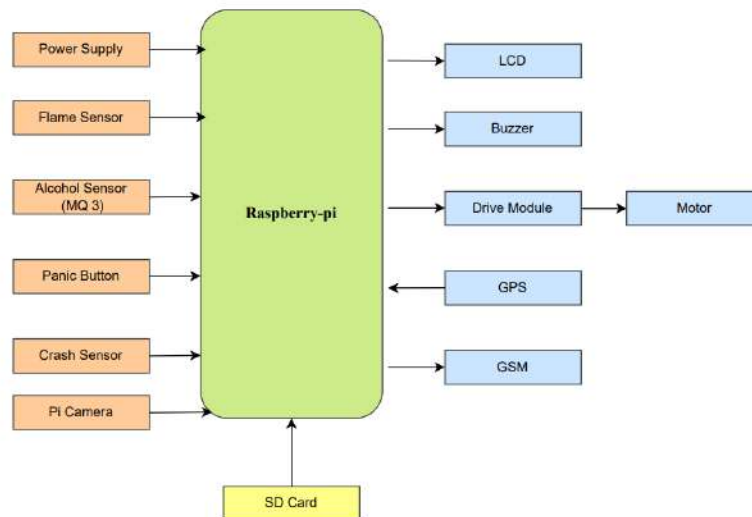 Power Supply
Flame Sensor
Alcohol Sensor
(MQ 3)
Panic Button
Crash Sensor
Pi Camera
Raspberry-pi
LCD
Buzzer
Drive Module
Motor
GPS
GSM
SD Card